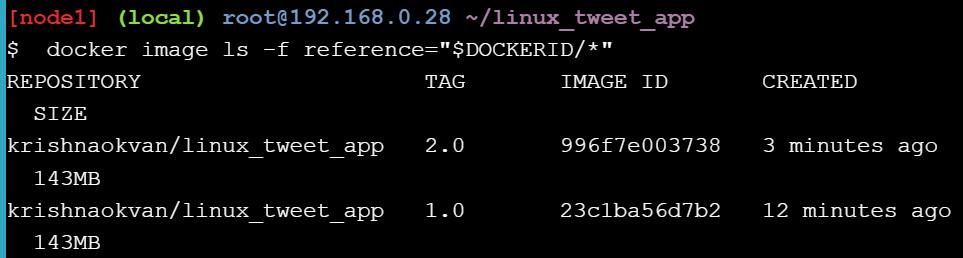 [node1] (local) root@192.168.0.28 ~/linux_tweet_app
$  docker image ls -f reference="$DOCKERID/*"
REPOSITORY                     TAG       IMAGE ID       CREATED
  SIZE
krishnaokvan/linux_tweet_app   2.0       996f7e003738   3 minutes ago
  143MB
krishnaokvan/linux_tweet_app   1.0       23c1ba56d7b2   12 minutes ago
  143MB